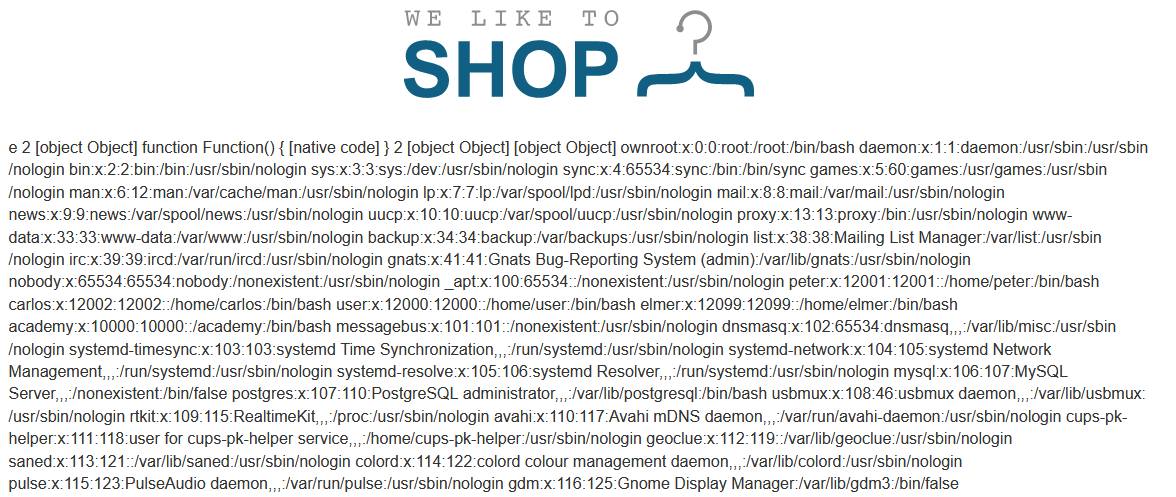 WE LIKE TO
SHOP
e 2 [object Object] function Function() { [native code] } 2 [object Object] [object Object] ownroot:x:0:0:root:/root:/bin/bash daemon:x:1:1:daemon:/usr/sbin:/usr/sbin
/nologin bin:x:2:2:bin:/bin:/usr/sbin/nologin sys:x:3:3:sys:/dev:/usr/sbin/nologin sync:x:4:65534:sync:/bin:/bin/sync games:x:5:60:games:/usr/games:/usr/sbin
/nologin man:x:6:12:man:/var/cache/man:/usr/sbin/nologin lp:x:7:7:lp:/var/spool/lpd:/usr/sbin/nologin mail:x:8:8:mail:/var/mail:/usr/sbin/nologin
news:x:9:9:news:/var/spool/news:/usr/sbin/nologin uucp:x:10:10:uucp:/var/spool/uucp:/usr/sbin/nologin proxy:x:13:13:proxy:/bin:/usr/sbin/nologin www-
data:x:33:33:www-data:/var/www:/usr/sbin/nologin backup:x:34:34:backup:/var/backups:/usr/sbin/nologin list:x:38:38:Mailing List Manager:/var/list:/usr/sbin
/nologin irc:x:39:39:ircd:/var/run/ircd:/usr/sbin/nologin gnats:x:41:41:Gnats Bug-Reporting System (admin):/var/lib/gnats:/usr/sbin/nologin
nobody:x:65534:65534:nobody:/nonexistent:/usr/sbin/nologin _apt:x:100:65534::/nonexistent:/usr/sbin/nologin peter:x:12001:12001::/home/peter:/bin/bash
carlos:x:12002:12002::/home/carlos:/bin/bash user:x:12000:12000::/home/user:/bin/bash elmer:x:12099:12099::/home/elmer:/bin/bash
academy:x:10000:10000::/academy:/bin/bash messagebus:x:101:101::/nonexistent:/usr/sbin/nologin dnsmasq:x:102:65534:dnsmasq,,,:/var/lib/misc:/usr/sbin
/nologin systemd-timesync:x:103:103:systemd Time Synchronization,,,:/run/systemd:/usr/sbin/nologin systemd-network:x:104:105:systemd Network
Management,,,:/run/systemd:/usr/sbin/nologin systemd-resolve:x:105:106:systemd Resolver,,,:/run/systemd:/usr/sbin/nologin mysql:x:106:107:MySQL
Server,,,:/nonexistent:/bin/false postgres:x:107:110:PostgreSQL administrator,,,:/var/lib/postgresql:/bin/bash usbmux:x:108:46:usbmux daemon,,,:/var/lib/usbmux:
/usr/sbin/nologin rtkit:x:109:115:RealtimeKit,,,:/proc:/usr/sbin/nologin avahi:x:110:117:Avahi mDNS daemon,,,:/var/run/avahi-daemon:/usr/sbin/nologin cups-pk-
helper:x:111:118:user for cups-pk-helper service,,,:/home/cups-pk-helper:/usr/sbin/nologin geoclue:x:112:119::/var/lib/geoclue:/usr/sbin/nologin
saned:x:113:121::/var/lib/saned:/usr/sbin/nologin colord:x:114:122:colord colour management daemon,,,:/var/lib/colord:/usr/sbin/nologin
pulse:x:115:123:PulseAudio daemon,,,:/var/run/pulse:/usr/sbin/nologin gdm:x:116:125:Gnome Display Manager:/var/lib/gdm3:/bin/false